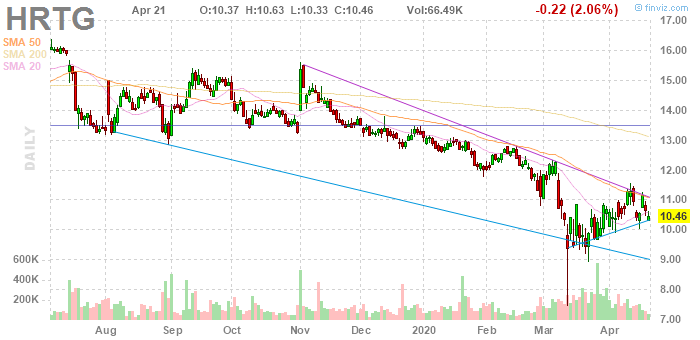 HRTG
Apr 21 O:10.37 H:10.63 L:10.33 C:10.46 Vol:66.49K -0.22 (2.06%)
© finviz.com
SMA 50
SMA 200
SMA 20
DAILY
17.00
16.00
15.00
14.00
13.00
12.00
11.00
10.46
10.00
9.00
8.00
7.00
600K
400K
200K
Aug Sep Oct Nov Dec 2020 Feb Mar Apr